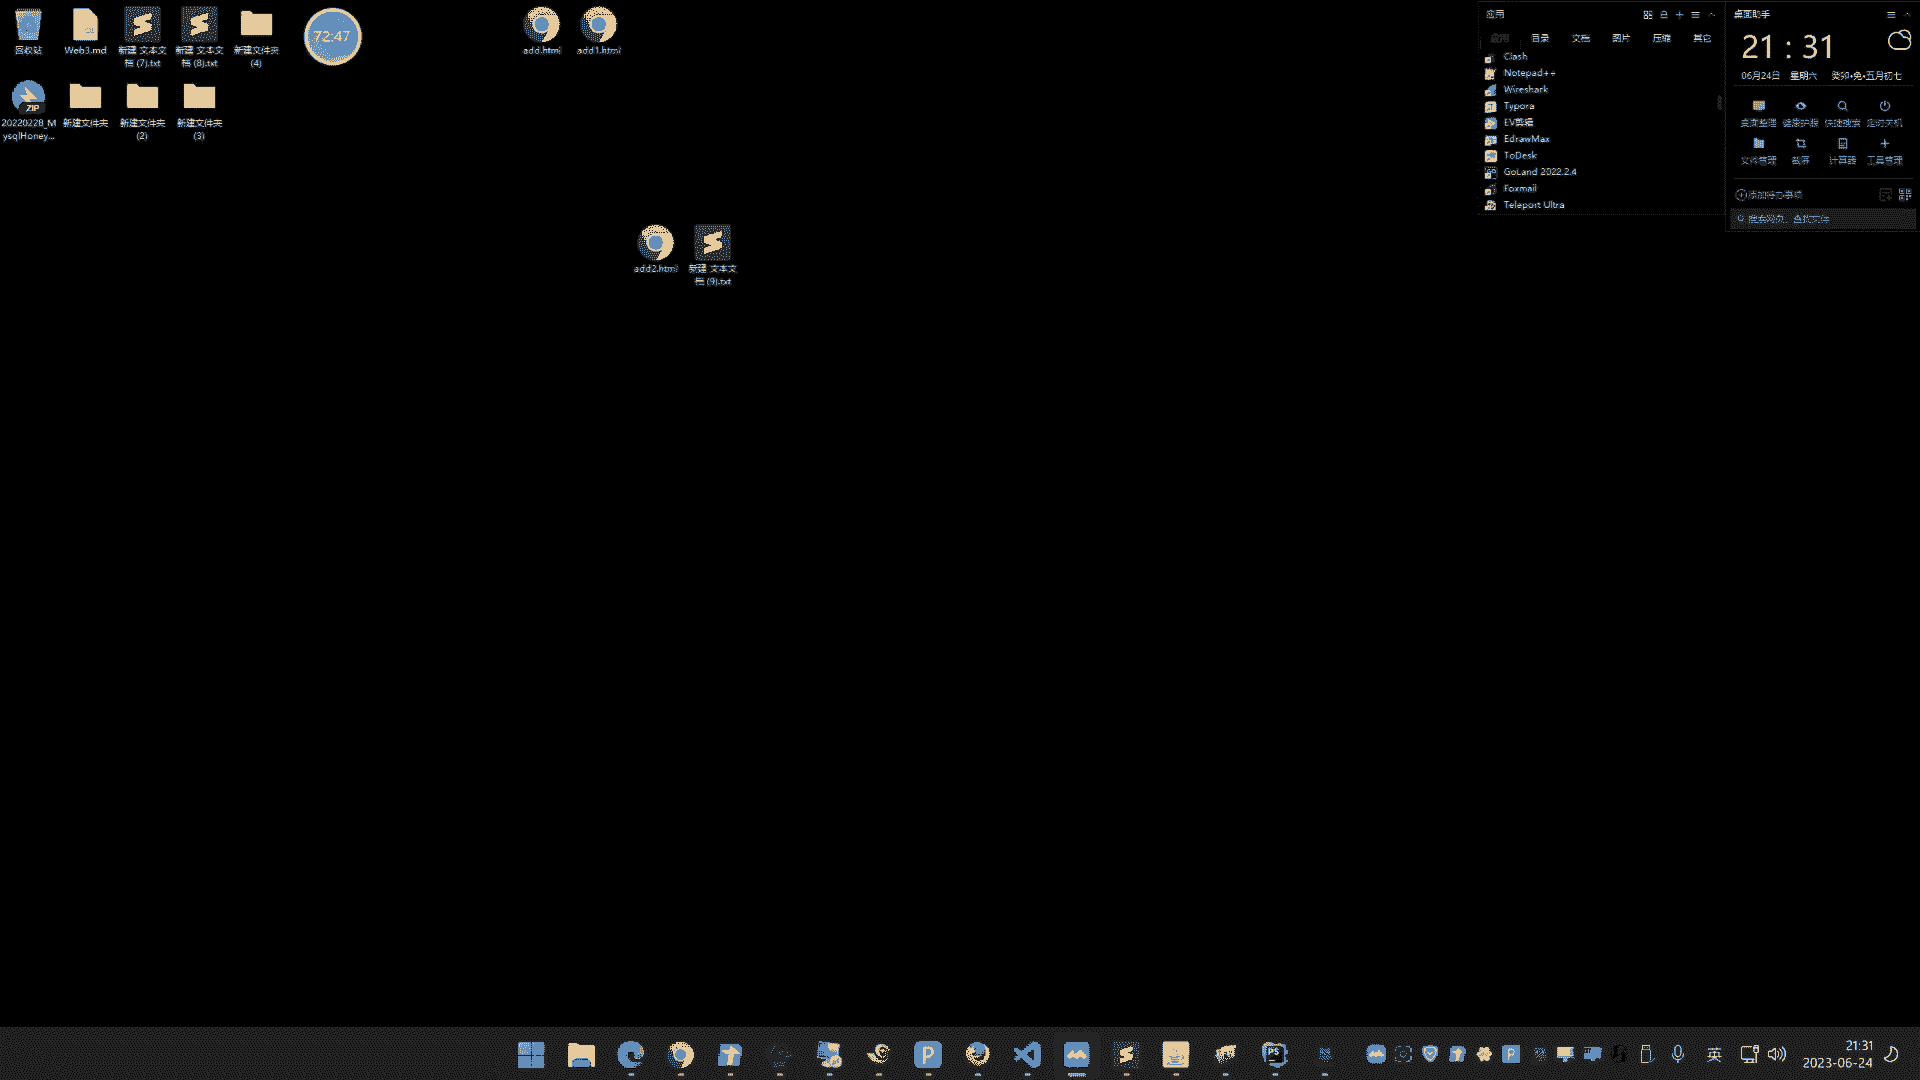 回收站
Web3.md
新建 文本文
档 (7).txt
新建 文本文
档 (8).txt
新建文件夹
(4)
72:47
add.html
add1.html
ZIP
20220228_M
ysqlHoney...
新建文件夹
新建文件夹
(2)
新建文件夹
(3)
add2.html
新建 文本文
档 (9).txt
应用
应用 目录 文档 图片 压缩 其它
Clash
Notepad++
Wireshark
Typora
EV剪辑
EdrawMax
ToDesk
GoLand 2022.2.4
Foxmail
Teleport Ultra
桌面助手
21 : 31
06月24日 星期六 癸卯•兔•五月初七
桌面整理 健康护眼 快捷搜索 定时关机
文件管理 截屏 计算器 工具管理
添加待办事项
搜索网页、查找文件
P
PS
P
英
21:31
2023-06-24